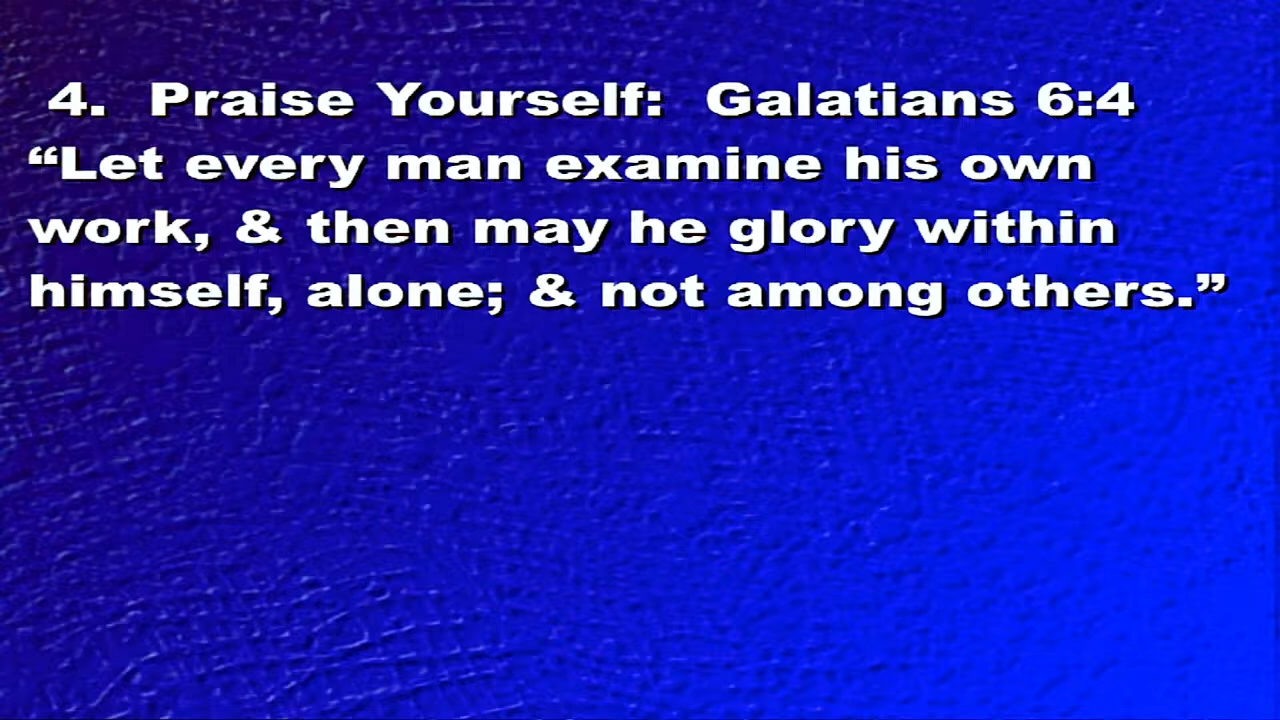 4. Praise Yourself: Galatians 6:4
“Let every man examine his own
work, & then may he glory within
himself, alone; & not among others.”